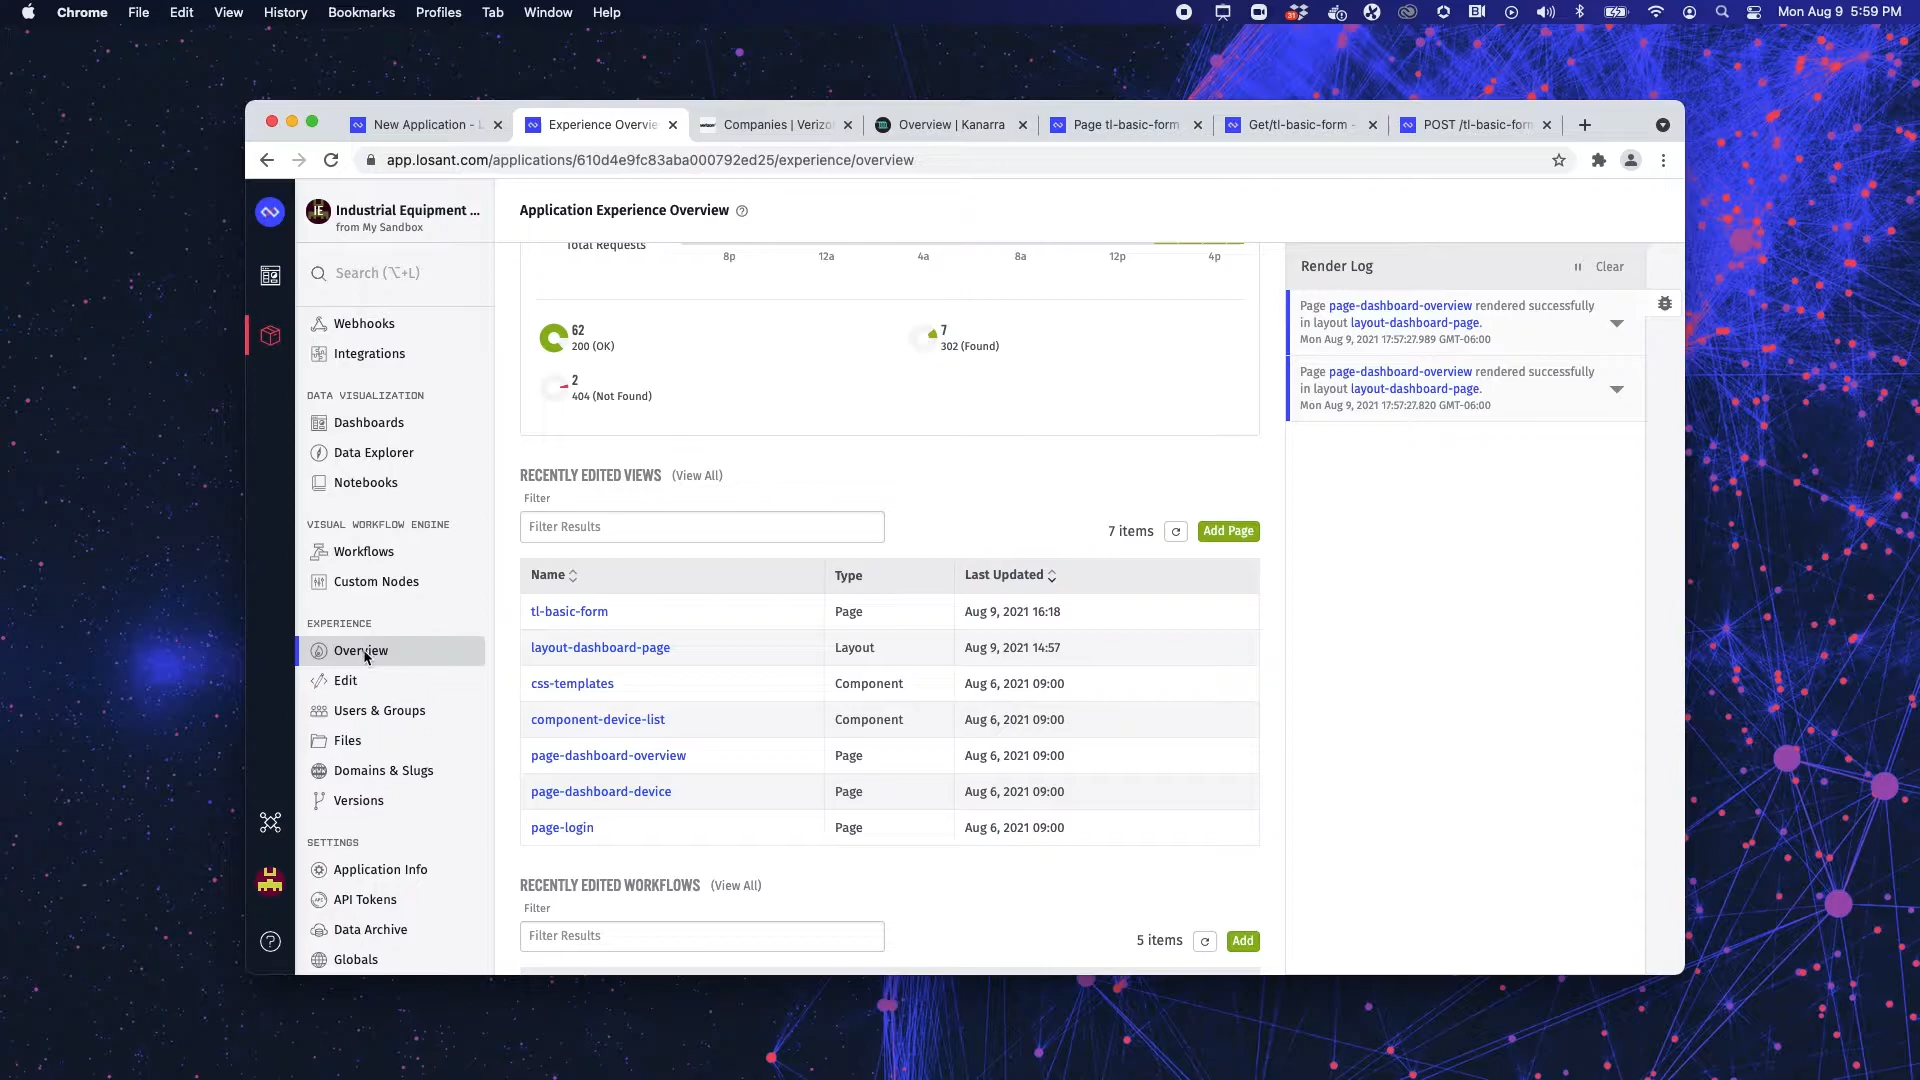 Chrome File Edit View History Bookmarks Profiles Tab Window Help
31
Mon Aug 9 5:59 PM
New Application - L
Experience Overvie
Companies | Verizo
Overview | Kanarra
Page tl-basic-form
Get/tl-basic-form -
POST /tl-basic-form
app.losant.com/applications/610d4e9fc83aba000792ed25/experience/overview
IE
Industrial Equipment ...
from My Sandbox
Application Experience Overview
Search (⌥+L)
Webhooks
Integrations
DATA VISUALIZATION
Dashboards
Data Explorer
Notebooks
VISUAL WORKFLOW ENGINE
Workflows
Custom Nodes
EXPERIENCE
Overview
Edit
Users & Groups
Files
Domains & Slugs
Versions
SETTINGS
Application Info
API Tokens
Data Archive
Globals
Total Requests
8p 12a 4a 8a 12p 4p
62
200 (OK)
7
302 (Found)
2
404 (Not Found)
RECENTLY EDITED VIEWS (View All)
Filter
Filter Results
7 items
Add Page
Name Type Last Updated
tl-basic-form Page Aug 9, 2021 16:18
layout-dashboard-page Layout Aug 9, 2021 14:57
css-templates Component Aug 6, 2021 09:00
component-device-list Component Aug 6, 2021 09:00
page-dashboard-overview Page Aug 6, 2021 09:00
page-dashboard-device Page Aug 6, 2021 09:00
page-login Page Aug 6, 2021 09:00
RECENTLY EDITED WORKFLOWS (View All)
Filter
Filter Results
5 items
Add
Render Log
Clear
Page page-dashboard-overview rendered successfully
in layout layout-dashboard-page.
Mon Aug 9, 2021 17:57:27.989 GMT-06:00
Page page-dashboard-overview rendered successfully
in layout layout-dashboard-page.
Mon Aug 9, 2021 17:57:27.820 GMT-06:00